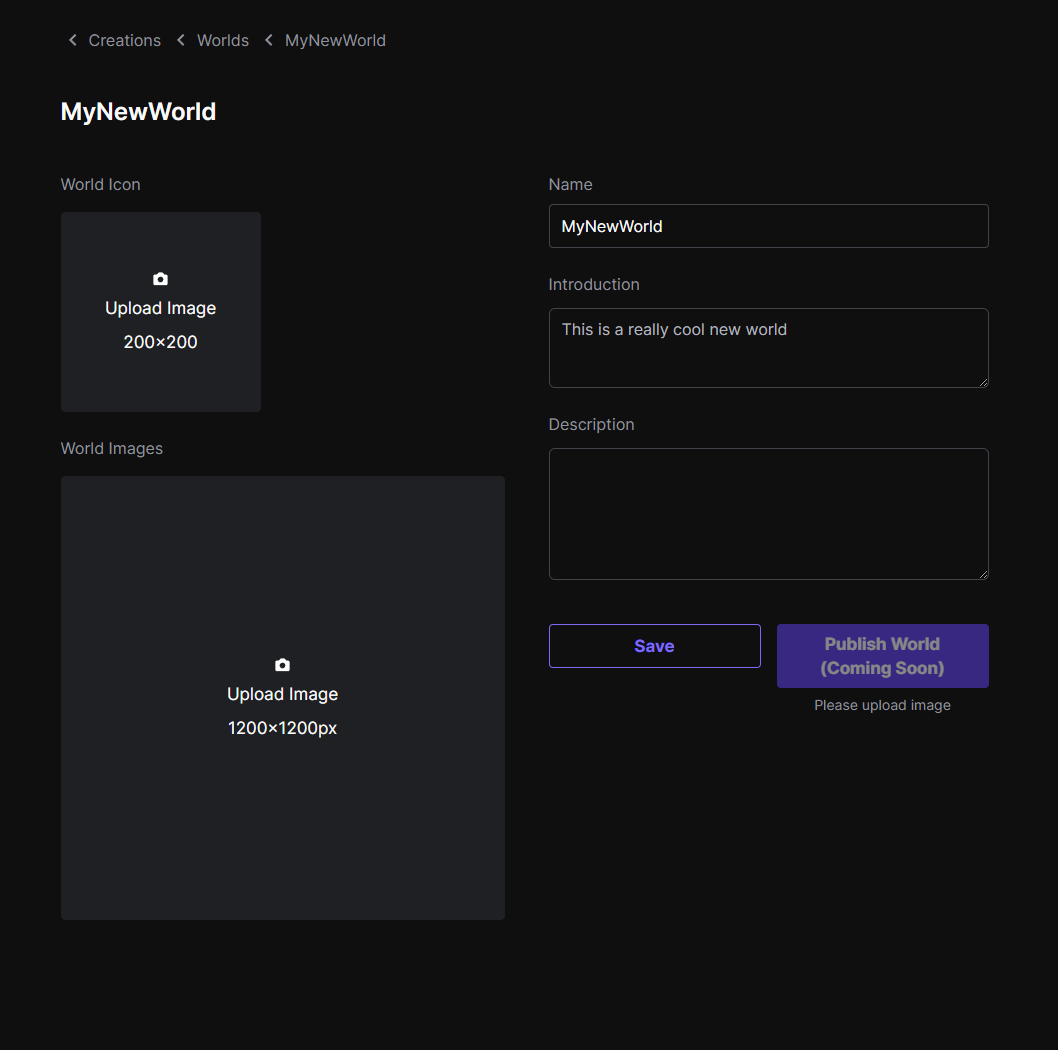 Creations Worlds MyNewWorld
MyNewWorld
World Icon
Upload Image
200×200
World Images
Upload Image
1200×1200px
Name
MyNewWorld
Introduction
This is a really cool new world
Description
Save
Publish World
(Coming Soon)
Please upload image